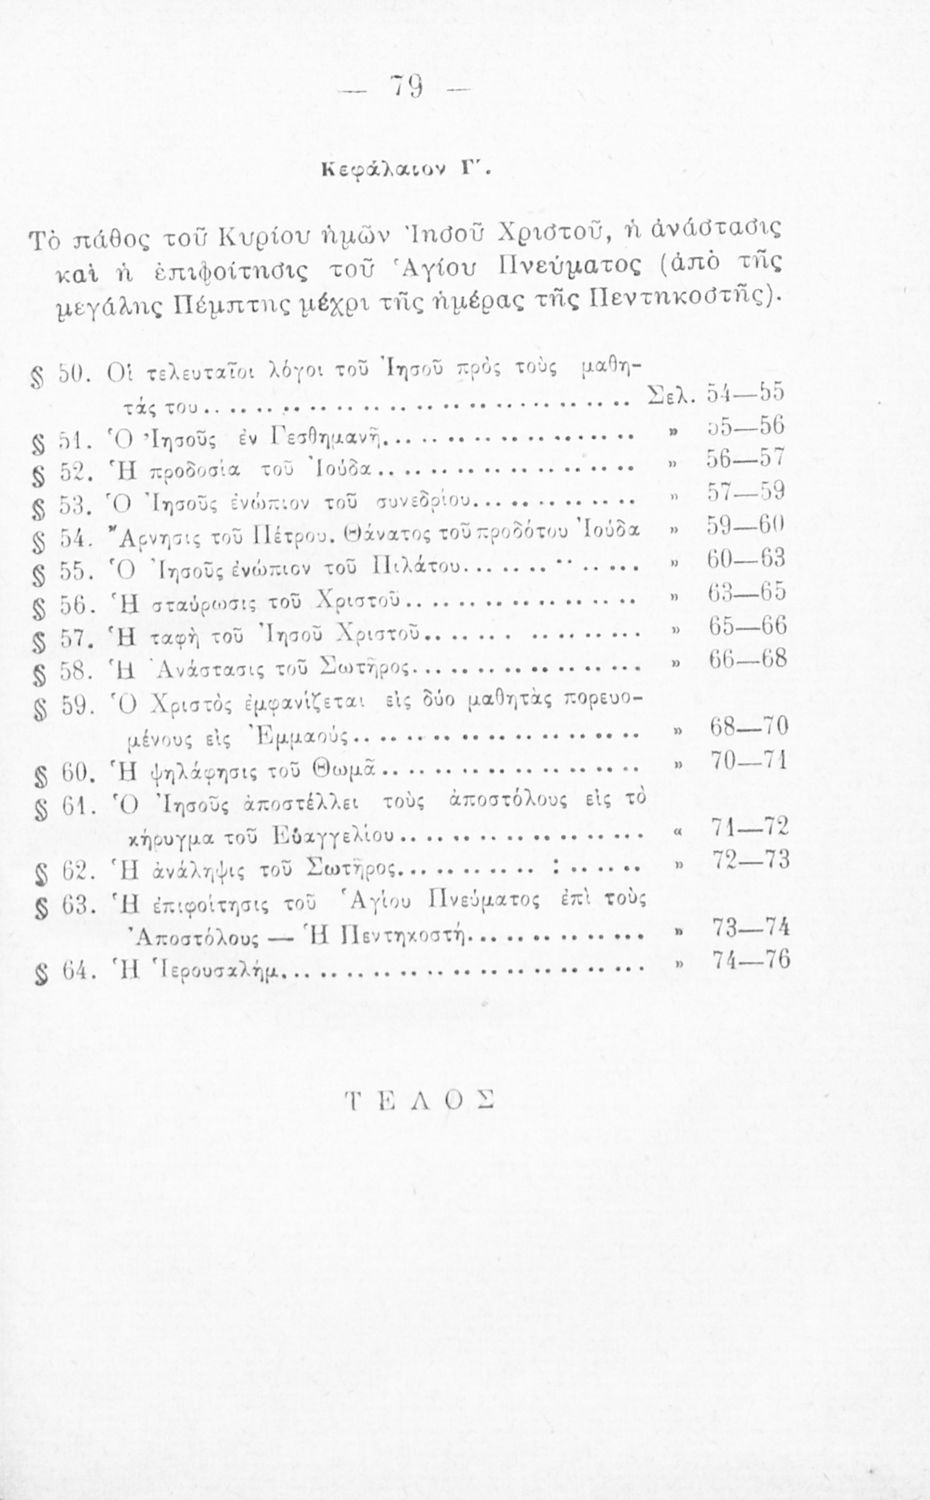 — 79 —
Κεφάλαιον Γʹ.
Τὸ πάθος τοῦ Κυρίου ἡμῶν Ἰησοῦ Χριστοῦ, ἡ ἀνάστασις
καὶ ἡ ἐπιφοίτησις τοῦ Ἁγίου Πνεύματος (ἀπὸ τῆς
μεγάλης Πέμπτης μέχρι τῆς ἡμέρας τῆς Πεντηκοστῆς).
§ 50. Οἱ τελευταῖοι λόγοι τοῦ Ἰησοῦ πρὸς τοὺς μαθη-
τάς του.............................. Σελ. 54—55
§ 51. Ὁ Ἰησοῦς ἐν Γεσθημανῇ...................... » 55—56
§ 52. Ἡ προδοσία τοῦ Ἰούδα...................... » 56—57
§ 53. Ὁ Ἰησοῦς ἐνώπιον τοῦ συνεδρίου.............. » 57—59
§ 54. Ἄρνησις τοῦ Πέτρου. Θάνατος τοῦ προδότου Ἰούδα » 59—60
§ 55. Ὁ Ἰησοῦς ἐνώπιον τοῦ Πιλάτου............... » 60—63
§ 56. Ἡ σταύρωσις τοῦ Χριστοῦ.................... » 63—65
§ 57. Ἡ ταφὴ τοῦ Ἰησοῦ Χριστοῦ.................. » 65—66
§ 58. Ἡ Ἀνάστασις τοῦ Σωτῆρος................... » 66—68
§ 59. Ὁ Χριστὸς ἐμφανίζεται εἰς δύο μαθητὰς πορευο-
μένους εἰς Ἐμμαούς........................ » 68—70
§ 60. Ἡ ψηλάφησις τοῦ Θωμᾶ...................... » 70—71
§ 61. Ὁ Ἰησοῦς ἀποστέλλει τοὺς ἀποστόλους εἰς τὸ
κήρυγμα τοῦ Εὐαγγελίου.................... « 71—72
§ 62. Ἡ ἀνάληψις τοῦ Σωτῆρος.................... » 72—73
§ 63. Ἡ ἐπιφοίτησις τοῦ Ἁγίου Πνεύματος ἐπὶ τοὺς
Ἀποστόλους — Ἡ Πεντηκοστή................ » 73—74
§ 64. Ἡ Ἱερουσαλήμ............................ » 74—76
ΤΕΛΟΣ